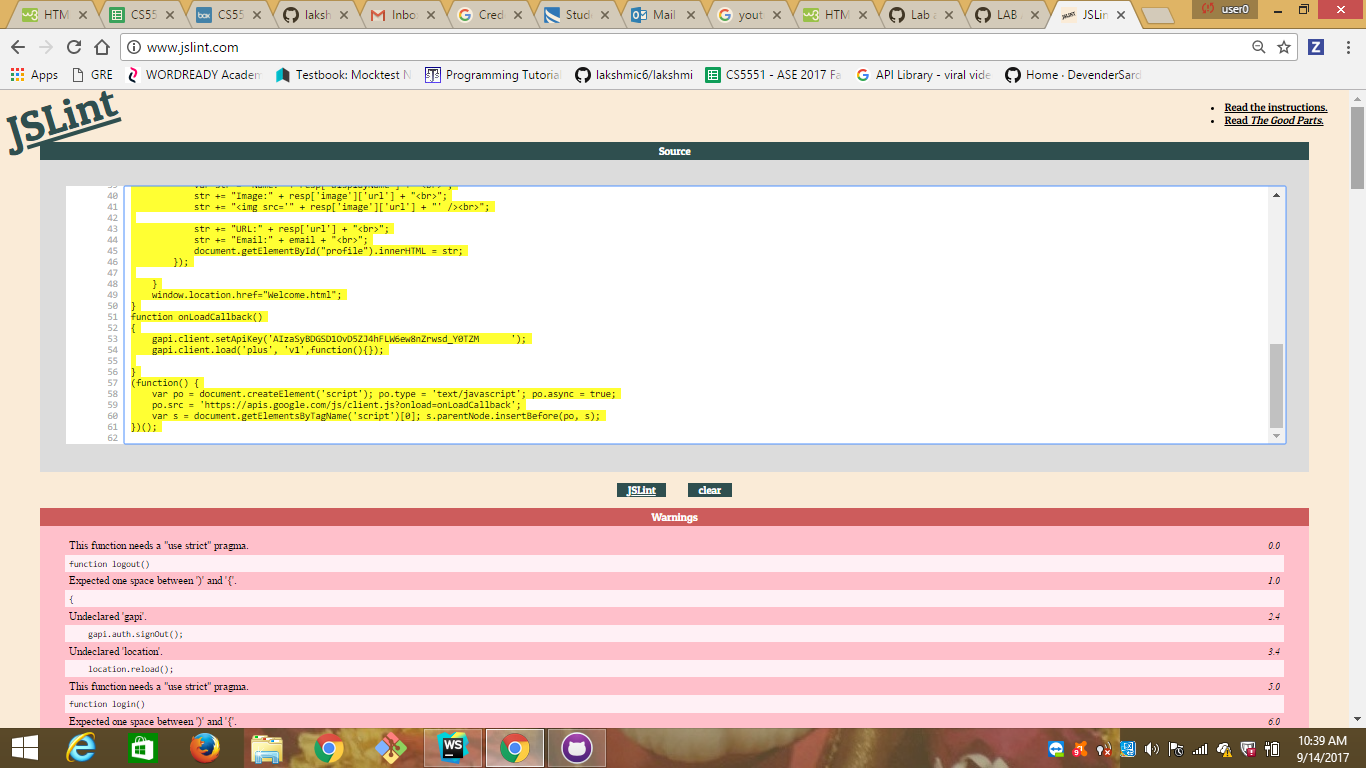 HTM
CS55
CS55
laksh
Inbo
Cred
Stud
Mail
yout
HTM
Lab a
LAB
JSLin
user0
www.jslint.com
Apps
GRE
WORDREADY Academ
Testbook: Mocktest N
Programming Tutorial
lakshmic6/lakshmi
CS5551 - ASE 2017 Fa
API Library - viral vide
Home · DevenderSard
JSLint
Read the instructions.
Read The Good Parts.
Source
40 str += "Image:" + resp['image']['url'] + "<br>";
41 str += "<img src='" + resp['image']['url'] + "' /><br>";
42
43 str += "URL:" + resp['url'] + "<br>";
44 str += "Email:" + email + "<br>";
45 document.getElementById("profile").innerHTML = str;
46 });
47
48 }
49 window.location.href="Welcome.html";
50 }
51 function onLoadCallback()
52 {
53 gapi.client.setApiKey(' ');
54 gapi.client.load('plus', 'v1',function(){});
55
56 }
57 (function() {
58 var po = document.createElement('script'); po.type = 'text/javascript'; po.async = true;
59 po.src = 'https://apis.google.com/js/client.js?onload=onLoadCallback';
60 var s = document.getElementsByTagName('script')[0]; s.parentNode.insertBefore(po, s);
61 })();
62
JSLint
clear
Warnings
This function needs a "use strict" pragma. 0.0
function logout()
Expected one space between ')' and '{'. 1.0
{
Undeclared 'gapi'. 2.4
gapi.auth.signOut();
Undeclared 'location'. 3.4
location.reload();
This function needs a "use strict" pragma. 5.0
function login()
Expected one space between ')' and '{'. 6.0
WS
10:39 AM
9/14/2017